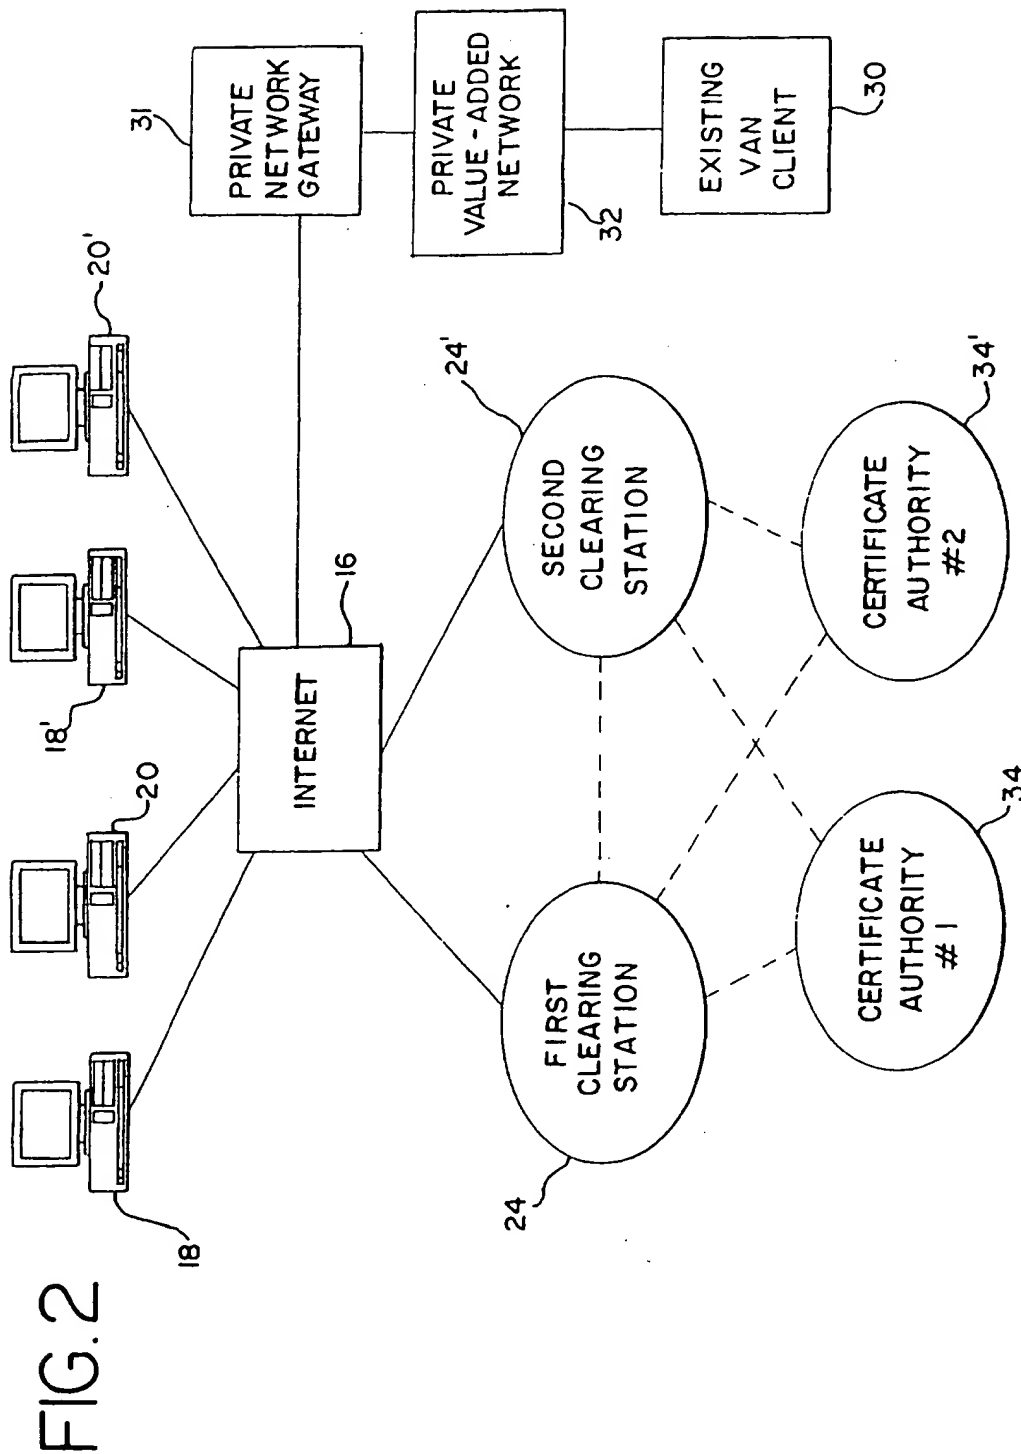 FIG. 2
18
20
18'
20'
INTERNET
16
31
PRIVATE
NETWORK
GATEWAY
PRIVATE
VALUE-ADDED
NETWORK
32
EXISTING
VAN
CLIENT
30
24
FIRST
CLEARING
STATION
SECOND
CLEARING
STATION
24'
CERTIFICATE
AUTHORITY
#1
34
CERTIFICATE
AUTHORITY
#2
34'